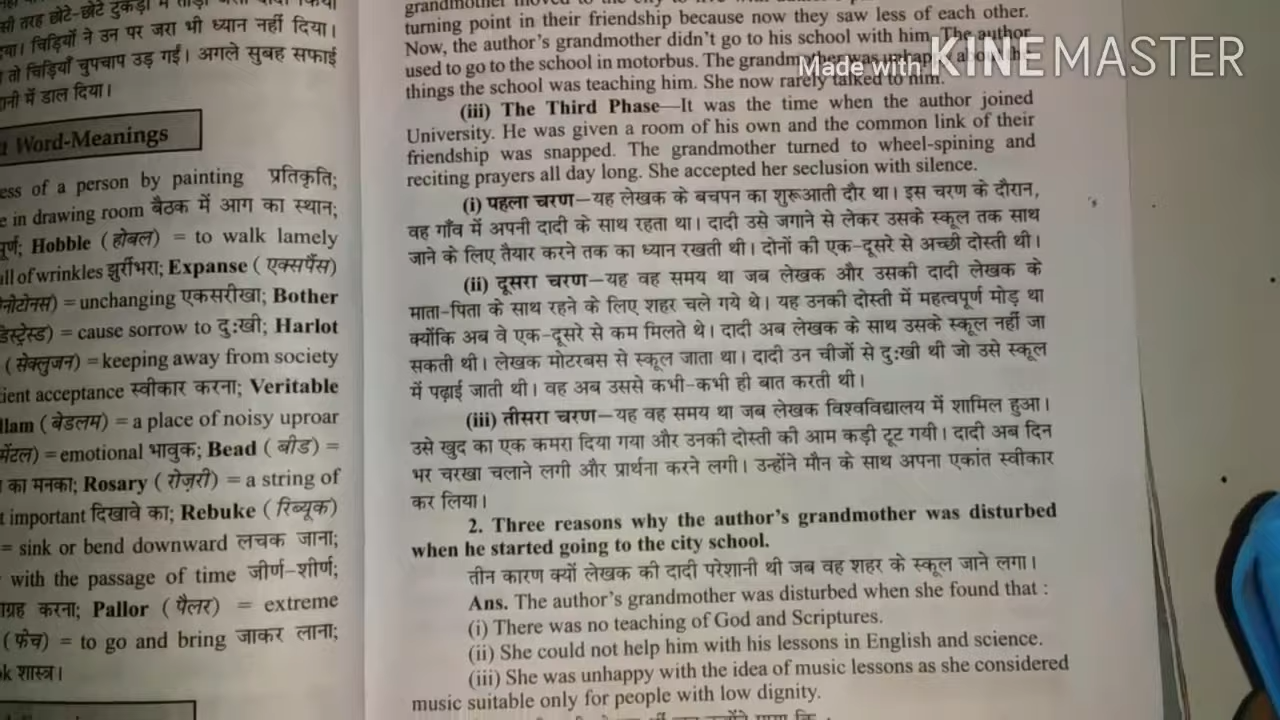 सी तरह छोटे-छोटे टुकड़ों में
चिड़ियों ने उन पर जरा भी ध्यान नहीं दिया।
तो चिड़ियाँ चुपचाप उड़ गईं। अगले सुबह सफाई
में डाल दिया।
Word-Meanings
ess of a person by painting प्रतिकृति;
e in drawing room बैठक में आग का स्थान;
पूर्ण; Hobble (होबल) = to walk lamely
ll of wrinkles झुर्रीभरा; Expanse (एक्सपैंस)
नोटोनस) = unchanging एकसरीखा; Bother
डिस्ट्रेस्ड) = cause sorrow to दुःखी; Harlot
(सेक्लुजन) = keeping away from society
ient acceptance स्वीकार करना; Veritable
llam (बेडलम) = a place of noisy uproar
मेंटल) = emotional भावुक; Bead (बीड) =
का मनका; Rosary (रोज़री) = a string of
t important दिखावे का; Rebuke (रिब्यूक)
= sink or bend downward लचक जाना;
with the passage of time जीर्ण-शीर्ण;
ाग्रह करना; Pallor (पैलर) = extreme
(फेच) = to go and bring जाकर लाना;
k शास्त्र।
grandmother moved to the city to live with
turning point in their friendship because now they saw less of each other.
Now, the author's grandmother didn't go to his school with him. The author
used to go to the school in motorbus. The grandmother was unhappy
things the school was teaching him. She now rarely talked to him.
Made with KINEMASTER
(iii) The Third Phase—It was the time when the author joined
University. He was given a room of his own and the common link of their
friendship was snapped. The grandmother turned to wheel-spining and
reciting prayers all day long. She accepted her seclusion with silence.
(i) पहला चरण—यह लेखक के बचपन का शुरूआती दौर था। इस चरण के दौरान,
वह गाँव में अपनी दादी के साथ रहता था। दादी उसे जगाने से लेकर उसके स्कूल तक साथ
जाने के लिए तैयार करने तक का ध्यान रखती थी। दोनों की एक-दूसरे से अच्छी दोस्ती थी।
(ii) दूसरा चरण—यह वह समय था जब लेखक और उसकी दादी लेखक के
माता-पिता के साथ रहने के लिए शहर चले गये थे। यह उनकी दोस्ती में महत्वपूर्ण मोड़ था
क्योंकि अब वे एक-दूसरे से कम मिलते थे। दादी अब लेखक के साथ उसके स्कूल नहीं जा
सकती थी। लेखक मोटरबस से स्कूल जाता था। दादी उन चीजों से दुःखी थी जो उसे स्कूल
में पढ़ाई जाती थी। वह अब उससे कभी-कभी ही बात करती थी।
(iii) तीसरा चरण—यह वह समय था जब लेखक विश्वविद्यालय में शामिल हुआ।
उसे खुद का एक कमरा दिया गया और उनकी दोस्ती की आम कड़ी टूट गयी। दादी अब दिन
भर चरखा चलाने लगी और प्रार्थना करने लगी। उन्होंने मौन के साथ अपना एकांत स्वीकार
कर लिया।
2. Three reasons why the author's grandmother was disturbed
when he started going to the city school.
तीन कारण क्यों लेखक की दादी परेशानी थी जब वह शहर के स्कूल जाने लगा।
Ans. The author's grandmother was disturbed when she found that :
(i) There was no teaching of God and Scriptures.
(ii) She could not help him with his lessons in English and science.
(iii) She was unhappy with the idea of music lessons as she considered
music suitable only for people with low dignity.